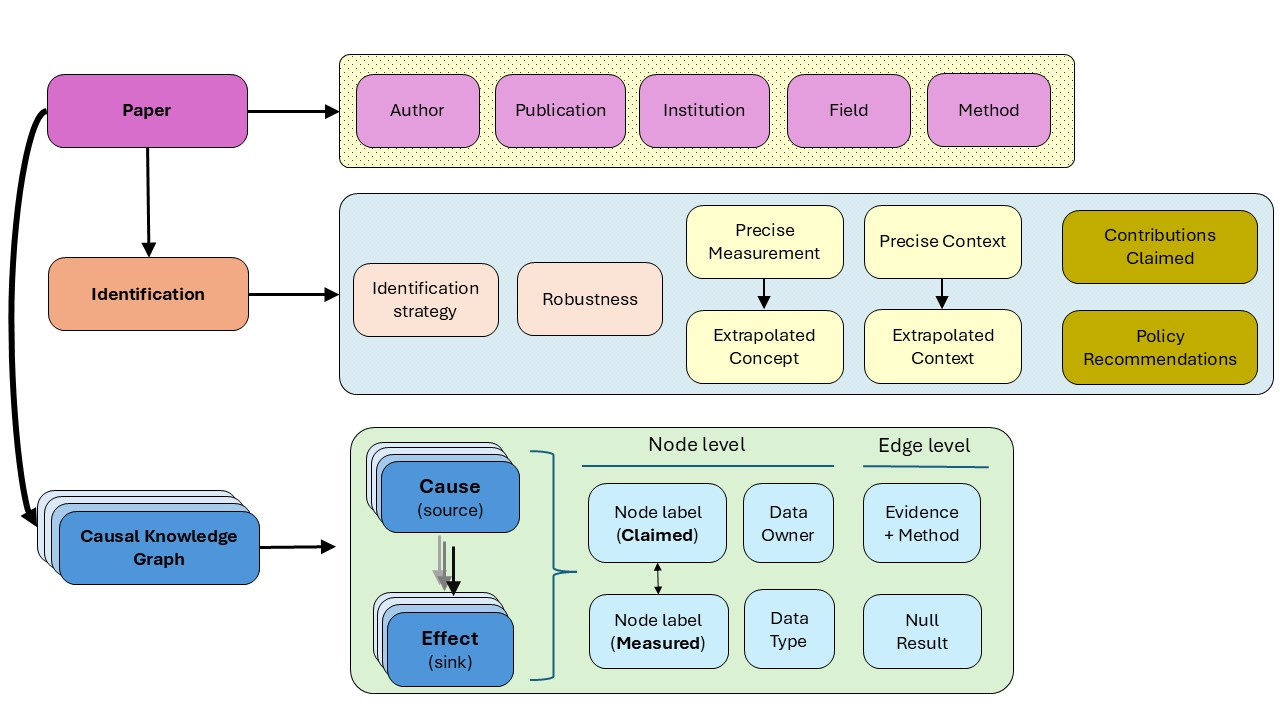 Paper
Author
Publication
Institution
Field
Method
Identification
Identification
strategy
Robustness
Precise
Measurement
Extrapolated
Concept
Precise Context
Extrapolated
Context
Contributions
Claimed
Policy
Recommendations
Causal Knowledge
Graph
Cause
(source)
Effect
(sink)
Node level
Node label
(Claimed)
Data
Owner
Node label
(Measured)
Data
Type
Edge level
Evidence
+ Method
Null
Result